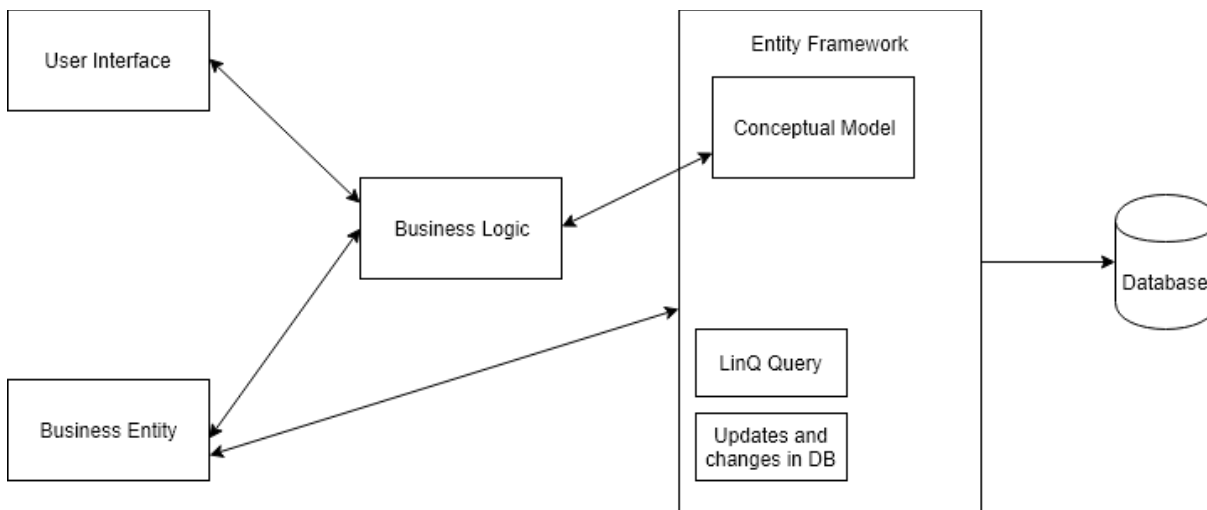 User Interface
Entity Framework
Conceptual Model
Business Logic
Database
LinQ Query
Business Entity
Updates and
changes in DB